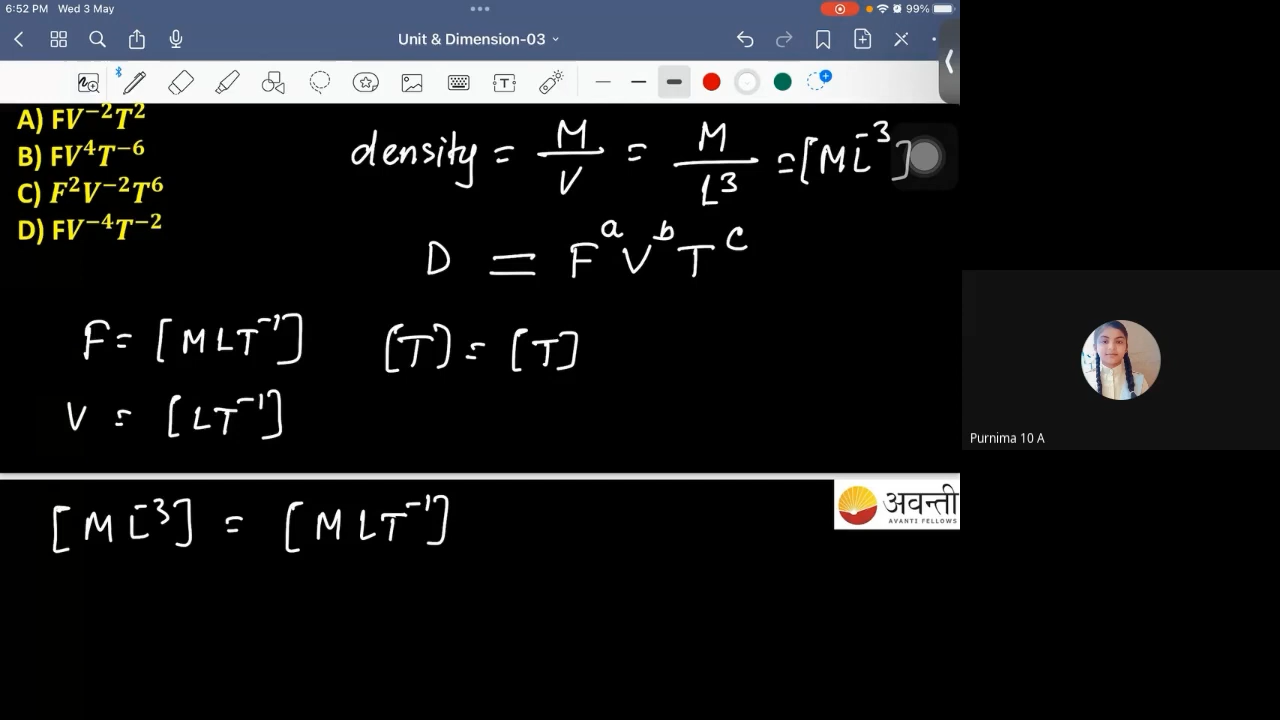 6:52 PM Wed 3 May
99%
Unit & Dimension-03
A) FV⁻²T²
B) FV⁴T⁻⁶
C) F²V⁻²T⁶
D) FV⁻⁴T⁻²
density = M/V = M/L³ = [ML⁻³]
D = FᵃVᵇTᶜ
F = [MLT⁻¹] [T] = [T]
V = [LT⁻¹]
[ML⁻³] = [MLT⁻¹]
अवन्ती
AVANTI FELLOWS
Purnima 10 A